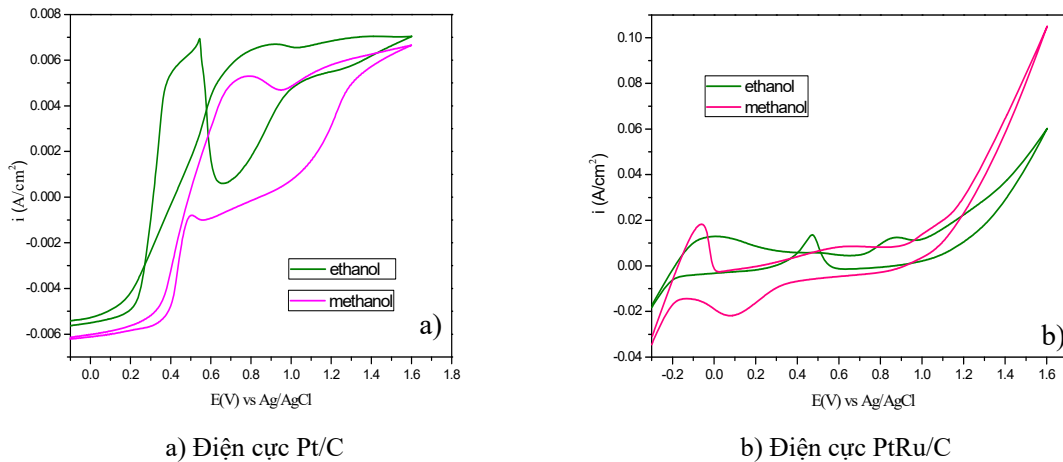 0.008
0.006
0.004
0.002
0.000
-0.002
-0.004
-0.006
i (A/cm²)
ethanol
methanol
a)
0.0 0.2 0.4 0.6 0.8 1.0 1.2 1.4 1.6 1.8
E(V) vs Ag/AgCl
a) Điện cực Pt/C
0.10
0.08
0.06
0.04
0.02
0.00
-0.02
-0.04
i (A/cm²)
ethanol
methanol
b)
-0.2 0.0 0.2 0.4 0.6 0.8 1.0 1.2 1.4 1.6
E(V) vs Ag/AgCl
b) Điện cực PtRu/C